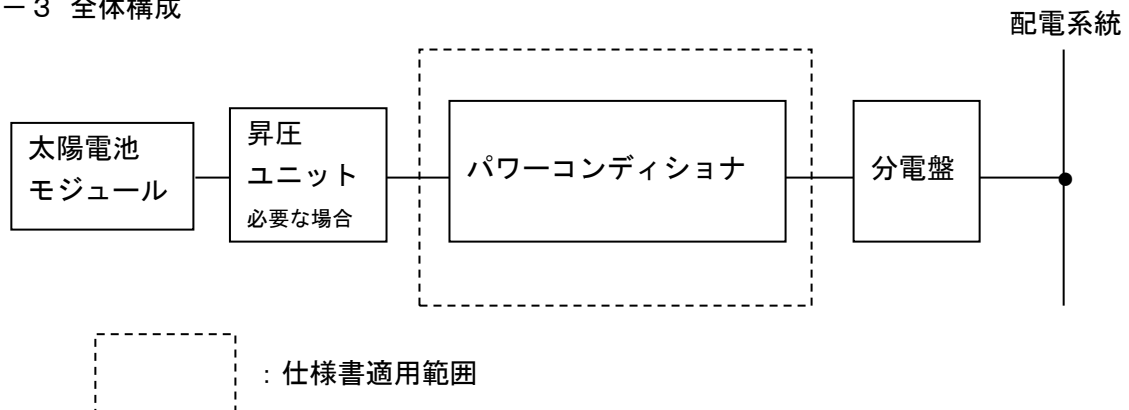 －3 全体構成
配電系統
太陽電池
モジュール
昇圧
ユニット
必要な場合
パワーコンディショナ
分電盤
：仕様書適用範囲